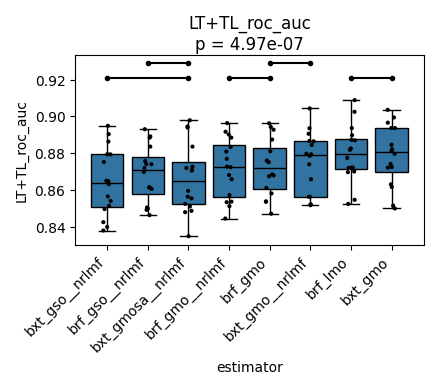 LT+TL_roc_auc
p = 4.97e-07
LT+TL_roc_auc
0.92
0.90
0.88
0.86
0.84
bxt_gso__nrlmf
brf_gso__nrlmf
bxt_gmosa__nrlmf
brf_gmo__nrlmf
brf_gmo
bxt_gmo__nrlmf
brf_lmo
bxt_gmo
estimator